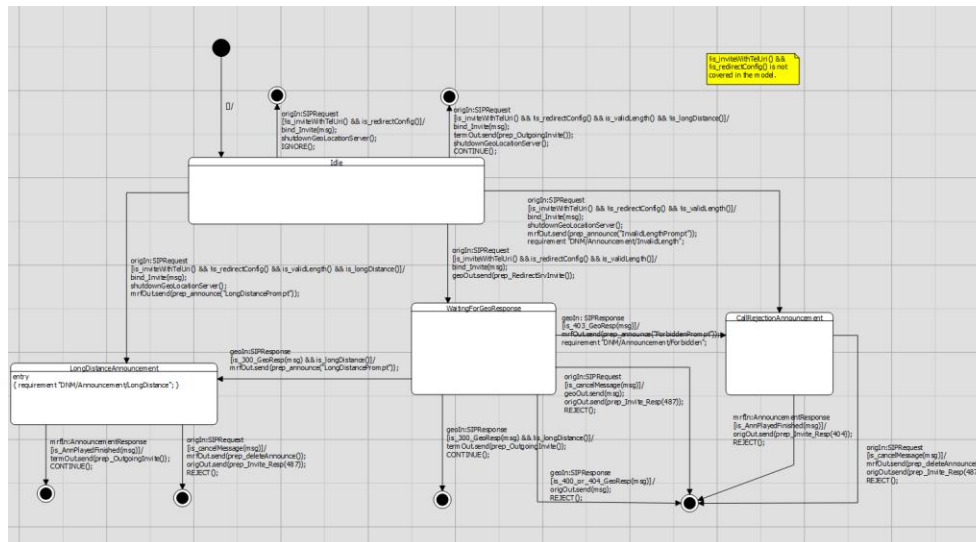 !is_inviteWithTelUri() &&
!is_redirectConfig() is not
covered in the model.
[]/
origIn:SIPRequest
[!is_inviteWithTelUri() && is_redirectConfig()]/
bind_Invite(msg);
shutdownGeoLocationServer();
IGNORE();
origIn:SIPRequest
[is_inviteWithTelUri() && !is_redirectConfig() && is_validLength() && !is_longDistance()]/
bind_Invite(msg);
termOut.send(prep_OutgoingInvite());
shutdownGeoLocationServer();
CONTINUE();
Idle
origIn:SIPRequest
[is_inviteWithTelUri() && !is_redirectConfig() && !is_validLength()]/
bind_Invite(msg);
shutdownGeoLocationServer();
mrfOut.send(prep_announce("InvalidLengthPrompt"));
requirement "DNM/Announcement/InvalidLength";
origIn:SIPRequest
[is_inviteWithTelUri() && is_redirectConfig() && is_validLength()]/
bind_Invite(msg);
geoOut.send(prep_RedirectSrvInvite());
origIn:SIPRequest
[is_inviteWithTelUri() && !is_redirectConfig() && is_validLength() && is_longDistance()]/
bind_Invite(msg);
shutdownGeoLocationServer();
mrfOut.send(prep_announce("LongDistancePrompt"));
WaitingForGeoResponse
geoIn: SIPResponse
[is_403_GeoResp(msg)]/
mrfOut.send(prep_announce("ForbiddenPrompt"));
requirement "DNM/Announcement/Forbidden";
CallRejectionAnnouncement
geoIn:SIPResponse
[is_300_GeoResp(msg) && is_longDistance()]/
mrfOut.send(prep_announce("LongDistancePrompt"));
LongDistanceAnnouncement
entry
{ requirement "DNM/Announcement/LongDistance"; }
origIn:SIPRequest
[is_cancelMessage(msg)]/
geoOut.send(msg);
origOut.send(prep_Invite_Resp(487));
REJECT();
mrfIn:AnnouncementResponse
[is_AnnPlayedFinished(msg)]/
origOut.send(prep_Invite_Resp(404));
REJECT();
mrfIn:AnnouncementResponse
[is_AnnPlayedFinished(msg)]/
termOut.send(prep_OutgoingInvite());
CONTINUE();
origIn:SIPRequest
[is_cancelMessage(msg)]/
mrfOut.send(prep_deleteAnnounce());
origOut.send(prep_Invite_Resp(487));
REJECT();
geoIn:SIPResponse
[is_300_GeoResp(msg) && !is_longDistance()]/
termOut.send(prep_OutgoingInvite());
CONTINUE();
geoIn:SIPResponse
[is_400_or_404_GeoResp(msg)]/
origOut.send(msg);
REJECT();
origIn:SIPRequest
[is_cancelMessage(msg)]/
mrfOut.send(prep_deleteAnnounce
origOut.send(prep_Invite_Resp(487
REJECT();